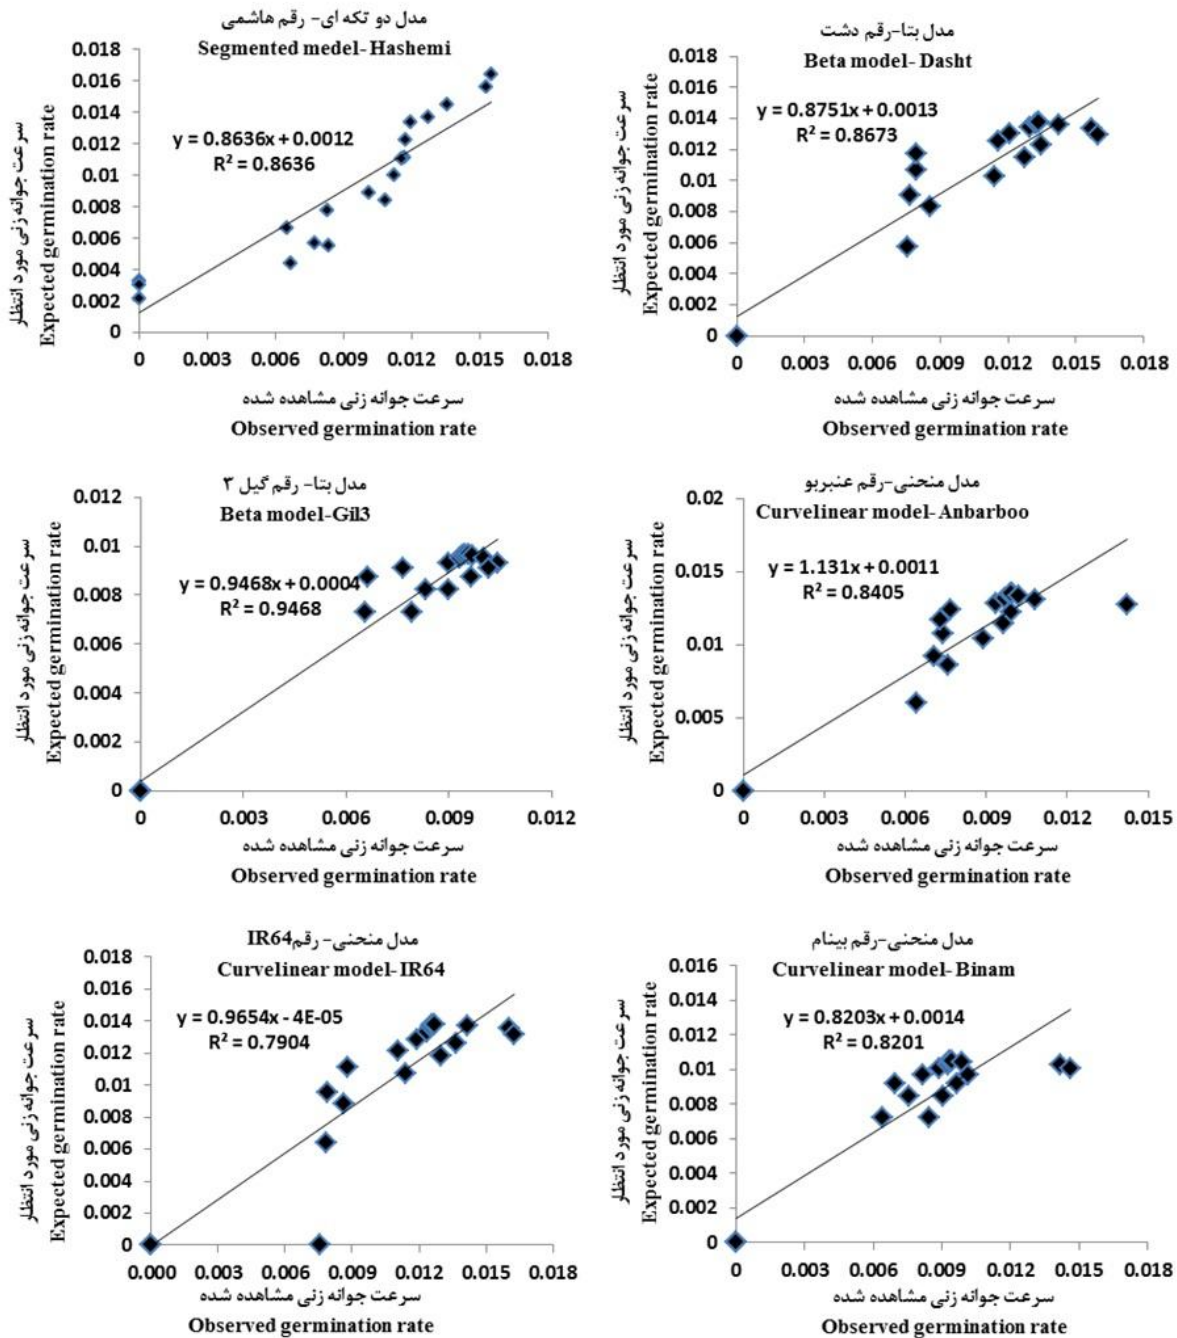 مدل دو تکه ای- رقم هاشمی
Segmented medel- Hashemi
y = 0.8636x + 0.0012
R² = 0.8636
0.018
0.016
0.014
0.012
0.01
0.008
0.006
0.004
0.002
0
0 0.003 0.006 0.009 0.012 0.015 0.018
سرعت جوانه زنی مورد انتظار
Expected germination rate
سرعت جوانه زنی مشاهده شده
Observed germination rate
مدل بتا-رقم دشت
Beta model- Dasht
y = 0.8751x + 0.0013
R² = 0.8673
0.018
0.016
0.014
0.012
0.01
0.008
0.006
0.004
0.002
0
0 0.003 0.006 0.009 0.012 0.015 0.018
سرعت جوانه زنی مورد انتظار
Expected germination rate
سرعت جوانه زنی مشاهده شده
Observed germination rate
مدل بتا- رقم گیل ۳
Beta model-Gil3
y = 0.9468x + 0.0004
R² = 0.9468
0.012
0.01
0.008
0.006
0.004
0.002
0
0 0.003 0.006 0.009 0.012
سرعت جوانه زنی مورد انتظار
Expected germination rate
سرعت جوانه زنی مشاهده شده
Observed germination rate
مدل منحنی-رقم عنبربو
Curvelinear model- Anbarboo
y = 1.131x + 0.0011
R² = 0.8405
0.02
0.015
0.01
0.005
0
0 0.003 0.006 0.009 0.012 0.015
سرعت جوانه زنی مورد انتظار
Expected germination rate
سرعت جوانه زنی مشاهده شده
Observed germination rate
مدل منحنی- رقم IR64
Curvelinear model- IR64
y = 0.9654x - 4E-05
R² = 0.7904
0.018
0.016
0.014
0.012
0.01
0.008
0.006
0.004
0.002
0
0.000 0.003 0.006 0.009 0.012 0.015 0.018
سرعت جوانه زنی مورد انتظار
Expected germination rate
سرعت جوانه زنی مشاهده شده
Observed germination rate
مدل منحنی-رقم بینام
Curvelinear model- Binam
y = 0.8203x + 0.0014
R² = 0.8201
0.016
0.014
0.012
0.01
0.008
0.006
0.004
0.002
0
0 0.003 0.006 0.009 0.012 0.015 0.018
سرعت جوانه زنی مورد انتظار
Expected germination rate
سرعت جوانه زنی مشاهده شده
Observed germination rate